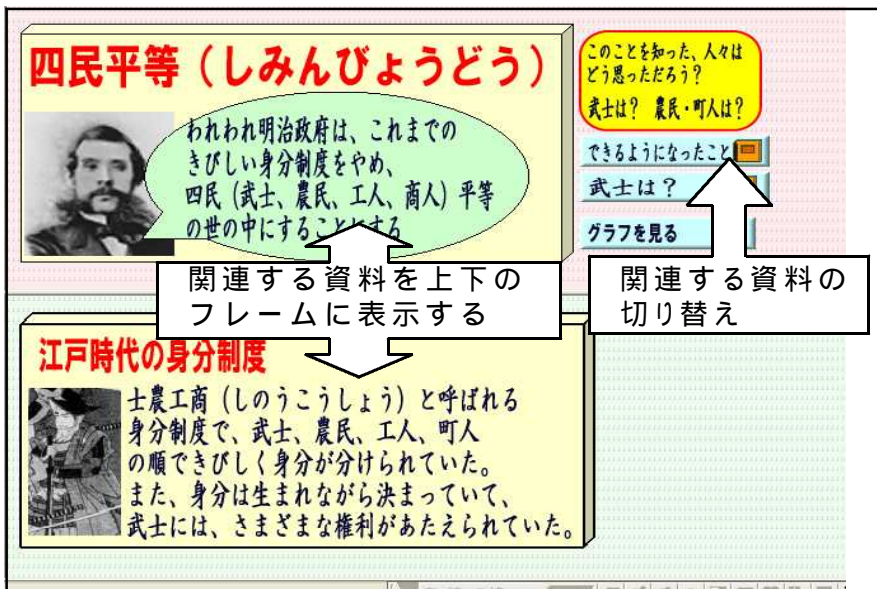 四民平等（しみんびょうどう）
われわれ明治政府は、これまでの
きびしい身分制度をやめ、
四民（武士、農民、工人、商人）平等
の世の中にすることとする
このことを知った、人々は
どう思っただろう？
武士は？　農民・町人は？
できるようになったこと
武士は？
グラフを見る
関連する資料を上下の
フレームに表示する
関連する資料の
切り替え
江戸時代の身分制度
士農工商（しのうこうしょう）と呼ばれる
身分制度で、武士、農民、工人、町人
の順できびしく身分が分けられていた。
また、身分は生まれながら決まっていて、
武士には、さまざまな権利があたえられていた。